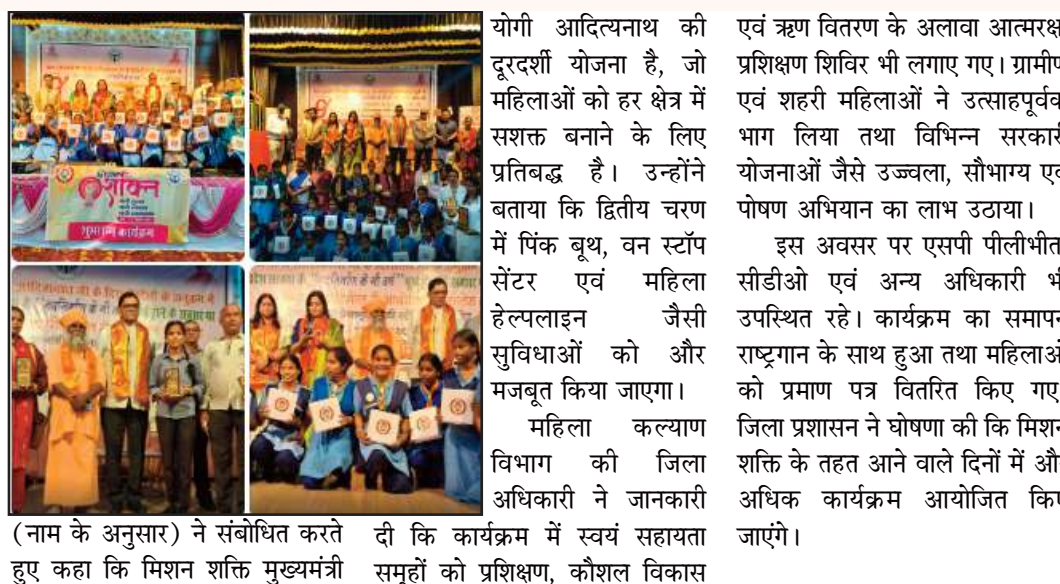 मिशन
शक्ति
शुभारम्भ कार्यक्रम
(नाम के अनुसार) ने संबोधित करते
हुए कहा कि मिशन शक्ति मुख्यमंत्री
योगी आदित्यनाथ की
दूरदर्शी योजना है, जो
महिलाओं को हर क्षेत्र में
सशक्त बनाने के लिए
प्रतिबद्ध है। उन्होंने
बताया कि द्वितीय चरण
में पिंक बूथ, वन स्टॉप
सेंटर एवं महिला
हेल्पलाइन जैसी
सुविधाओं को और
मजबूत किया जाएगा।
महिला कल्याण
विभाग की जिला
अधिकारी ने जानकारी
दी कि कार्यक्रम में स्वयं सहायता
समूहों को प्रशिक्षण, कौशल विकास
एवं ऋण वितरण के अलावा आत्मरक्ष
प्रशिक्षण शिविर भी लगाए गए। ग्रामीण
एवं शहरी महिलाओं ने उत्साहपूर्वक
भाग लिया तथा विभिन्न सरकारी
योजनाओं जैसे उज्ज्वला, सौभाग्य एवं
पोषण अभियान का लाभ उठाया।
इस अवसर पर एसपी पीलीभीत
सीडीओ एवं अन्य अधिकारी भी
उपस्थित रहे। कार्यक्रम का समापन
राष्ट्रगान के साथ हुआ तथा महिलाओं
को प्रमाण पत्र वितरित किए गए
जिला प्रशासन ने घोषणा की कि मिशन
शक्ति के तहत आने वाले दिनों में और
अधिक कार्यक्रम आयोजित किए
जाएंगे।